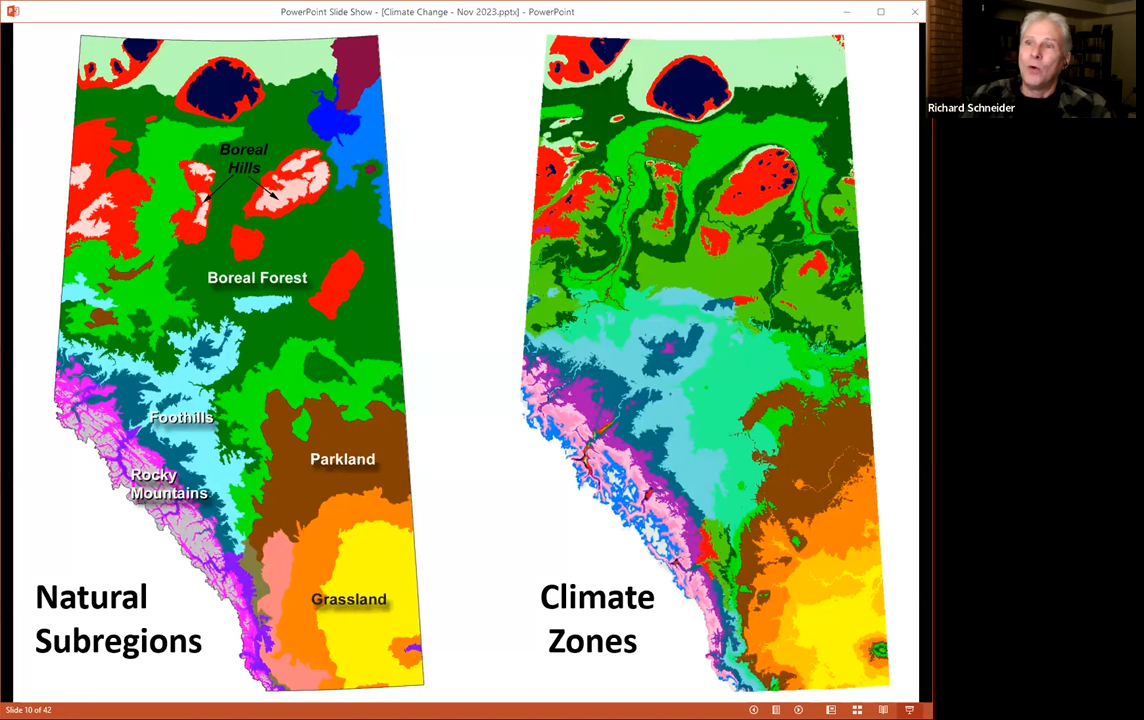 PowerPoint Slide Show - [Climate Change - Nov 2023.pptx] - PowerPoint
Richard Schneider
Boreal
Hills
Boreal Forest
Foothills
Parkland
Rocky
Mountains
Grassland
Natural
Subregions
Climate
Zones
Slide 10 of 42